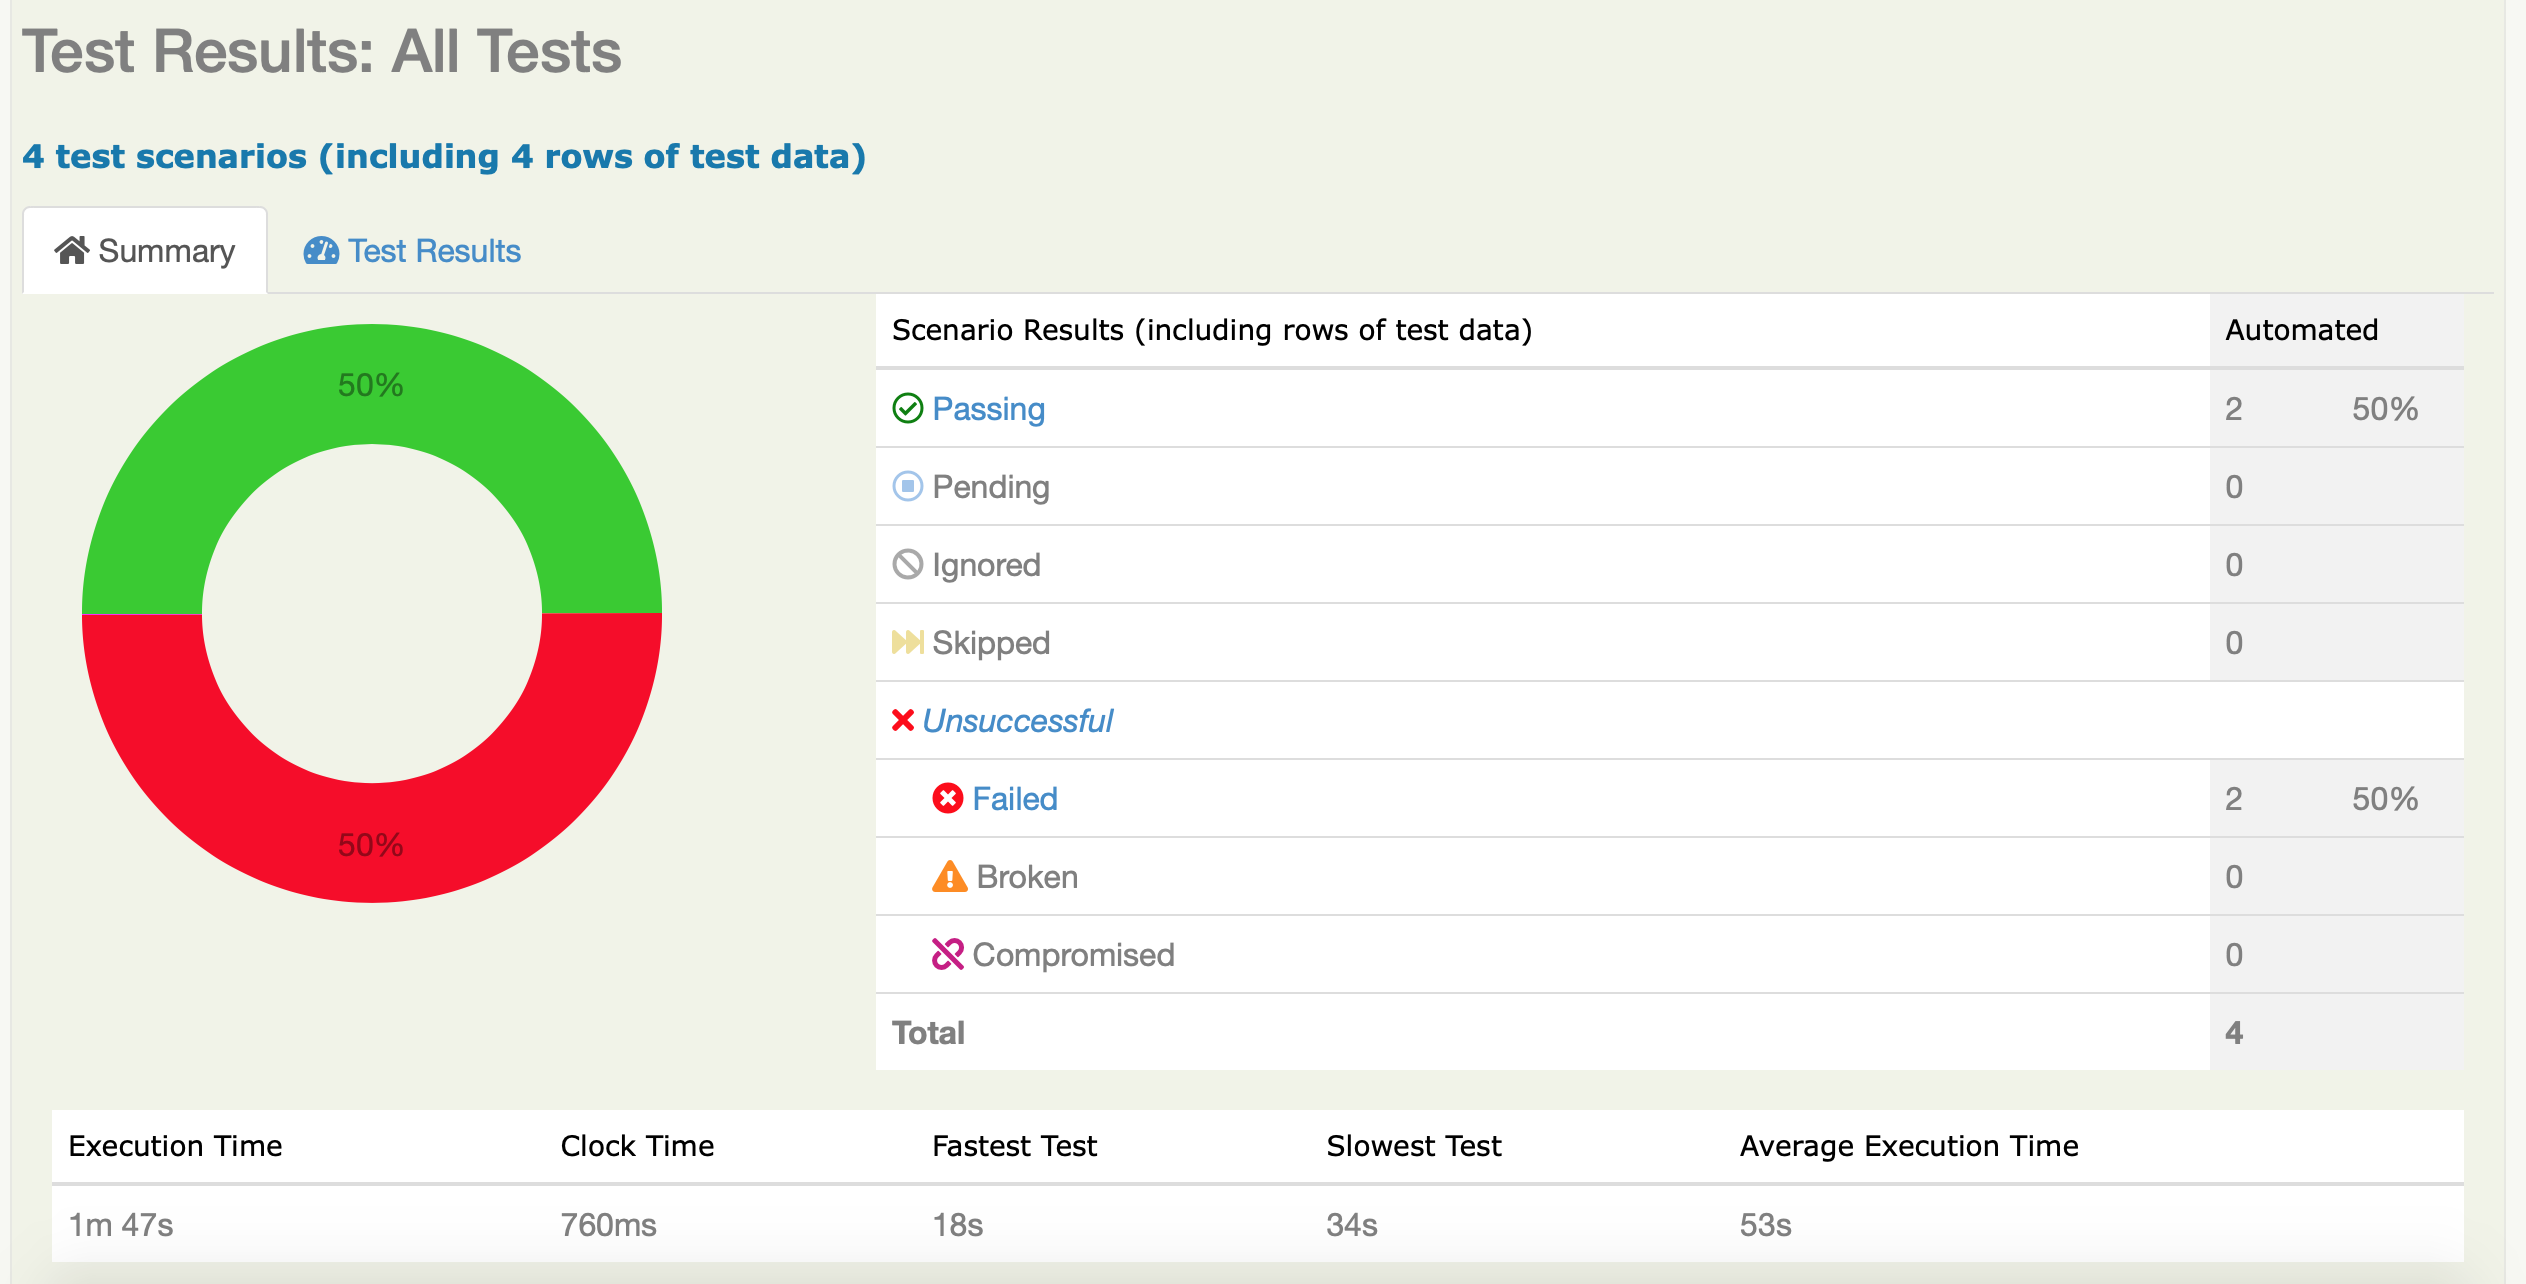 Test Results: All Tests
4 test scenarios (including 4 rows of test data)
Summary
Test Results
50%
50%
Scenario Results (including rows of test data) Automated
Passing 2 50%
Pending 0
Ignored 0
Skipped 0
Unsuccessful
Failed 2 50%
Broken 0
Compromised 0
Total 4
Execution Time Clock Time Fastest Test Slowest Test Average Execution Time
1m 47s 760ms 18s 34s 53s